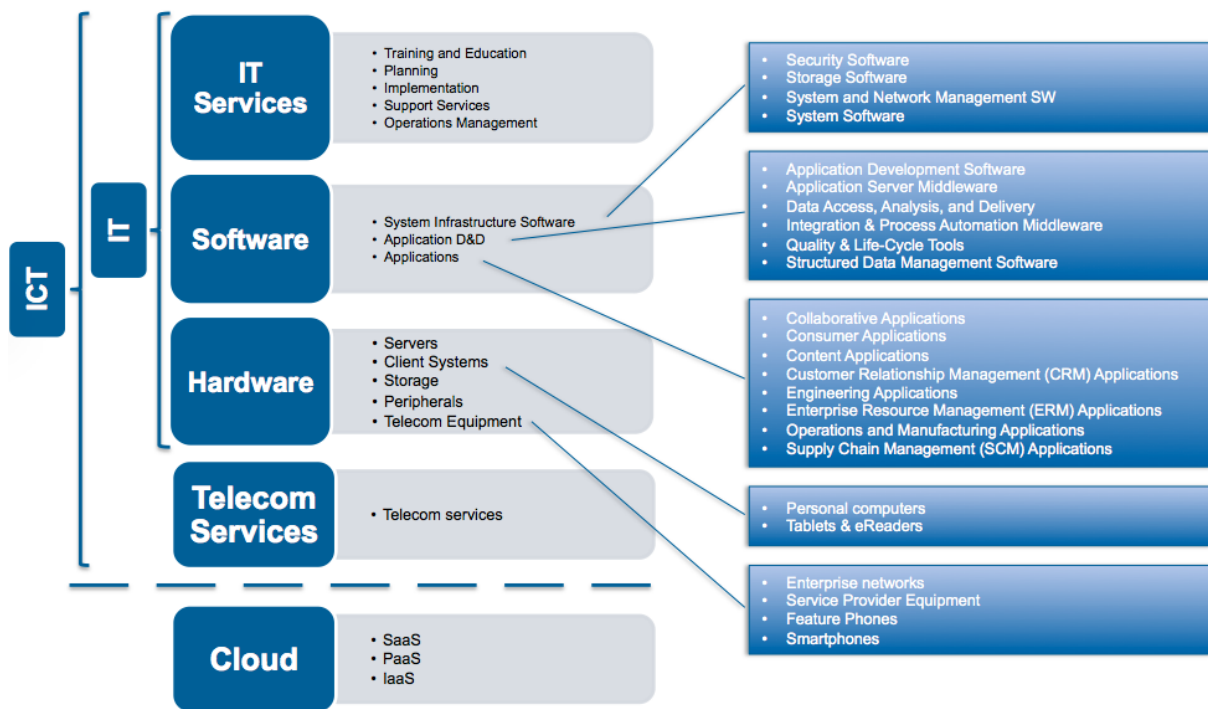 ICT
IT
IT
Services
• Training and Education
• Planning
• Implementation
• Support Services
• Operations Management
Software
• System Infrastructure Software
• Application D&D
• Applications
Hardware
• Servers
• Client Systems
• Storage
• Peripherals
• Telecom Equipment
Telecom
Services
• Telecom services
Cloud
• SaaS
• PaaS
• IaaS
• Security Software
• Storage Software
• System and Network Management SW
• System Software
• Application Development Software
• Application Server Middleware
• Data Access, Analysis, and Delivery
• Integration & Process Automation Middleware
• Quality & Life-Cycle Tools
• Structured Data Management Software
• Collaborative Applications
• Consumer Applications
• Content Applications
• Customer Relationship Management (CRM) Applications
• Engineering Applications
• Enterprise Resource Management (ERM) Applications
• Operations and Manufacturing Applications
• Supply Chain Management (SCM) Applications
• Personal computers
• Tablets & eReaders
• Enterprise networks
• Service Provider Equipment
• Feature Phones
• Smartphones